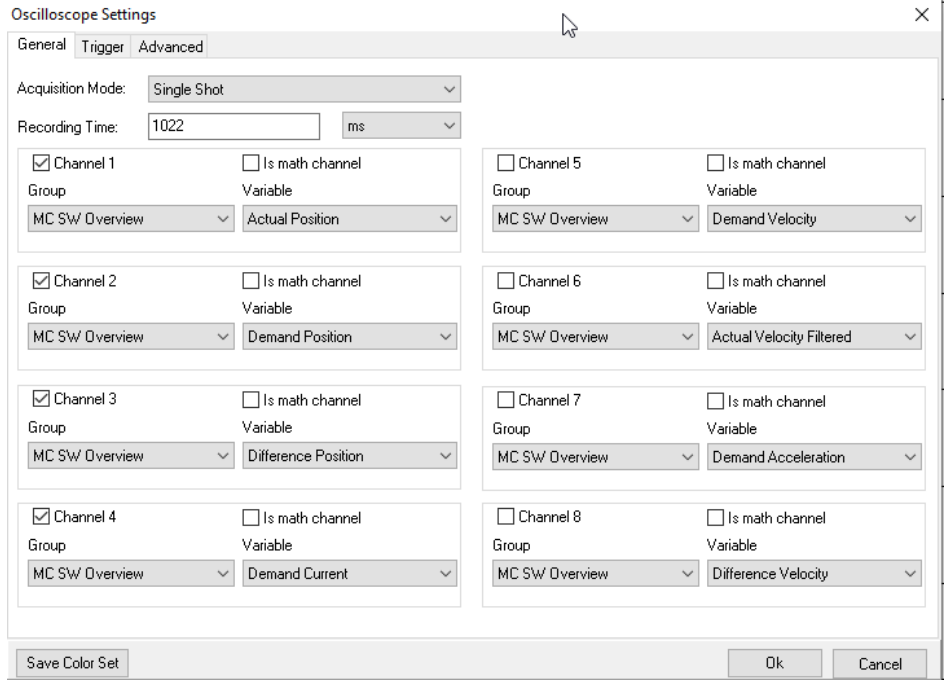 Oscilloscope Settings
General Trigger Advanced
Acquisition Mode: Single Shot
Recording Time: 1022 ms
Channel 1 Is math channel
Group Variable
MC SW Overview Actual Position
Channel 5 Is math channel
Group Variable
MC SW Overview Demand Velocity
Channel 2 Is math channel
Group Variable
MC SW Overview Demand Position
Channel 6 Is math channel
Group Variable
MC SW Overview Actual Velocity Filtered
Channel 3 Is math channel
Group Variable
MC SW Overview Difference Position
Channel 7 Is math channel
Group Variable
MC SW Overview Demand Acceleration
Channel 4 Is math channel
Group Variable
MC SW Overview Demand Current
Channel 8 Is math channel
Group Variable
MC SW Overview Difference Velocity
Save Color Set Ok Cancel